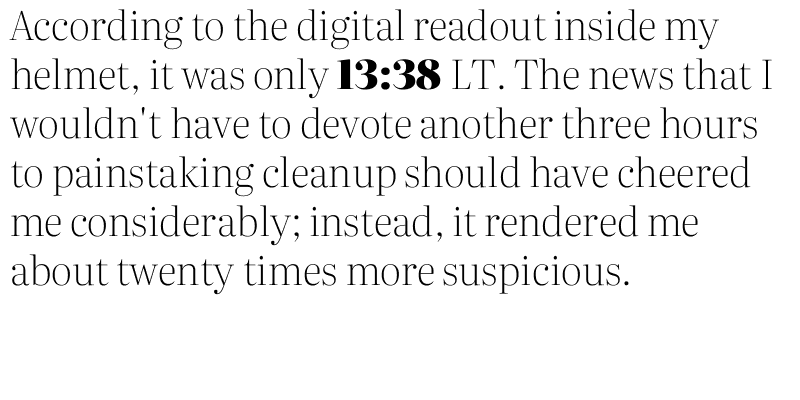 According to the digital readout inside my
helmet, it was only 13:38 LT. The news that I
wouldn't have to devote another three hours
to painstaking cleanup should have cheered
me considerably; instead, it rendered me
about twenty times more suspicious.